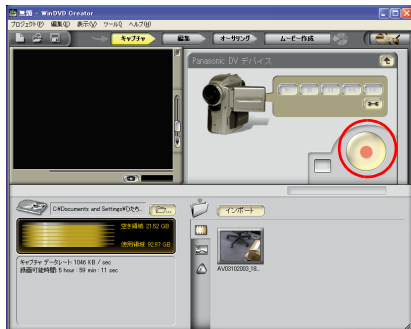 無題 - WinDVD Creator
プロジェクト(P) 編集(E) 表示(V) ツール(L) ヘルプ(H)
キャプチャ 編集 オーサリング ムービー作成
Panasonic DV デバイス
C:¥Documents and Settings¥ひたち..
空き領域 21.52 GB
使用領域 92.97 GB
キャプチャ データレート: 1046 KB / sec
録画可能時間: 5 hour : 59 min : 11 sec
インポート
AV03102003_18...